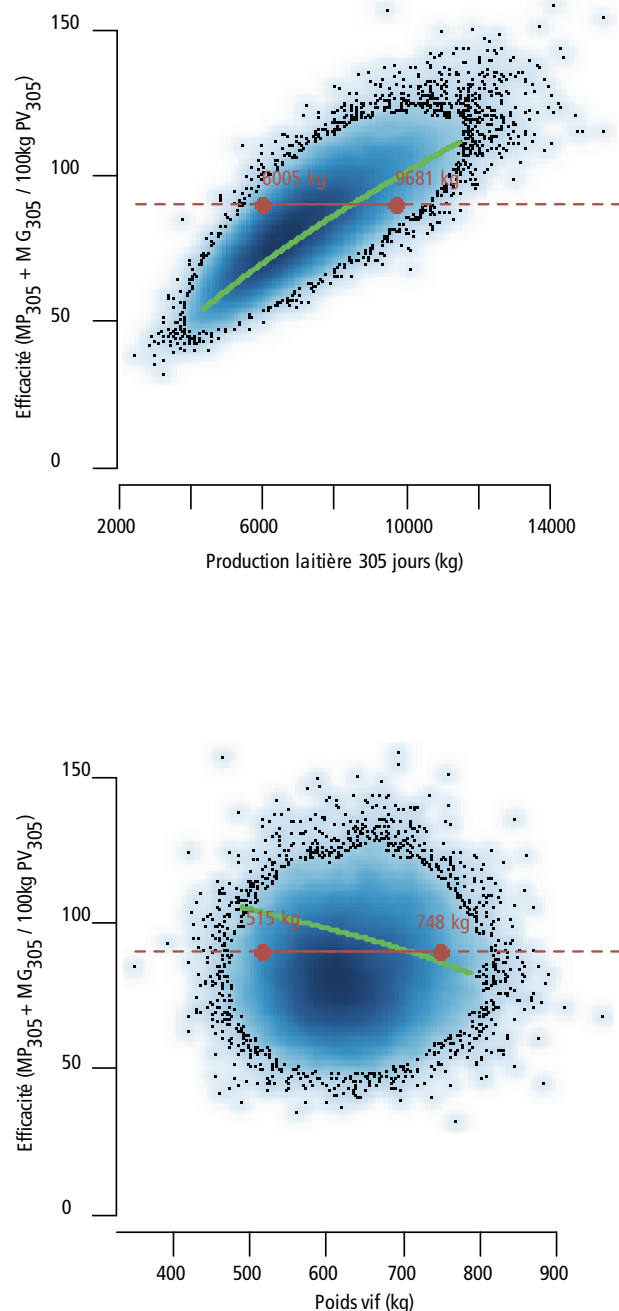 150
100
50
0
Efficacité (MP305 + M G305 / 100kg PV305)
6005 kg
9681 kg
2000
6000
10000
14000
Production laitière 305 jours (kg)
150
100
50
0
Efficacité (MP305 + MG305 / 100kg PV305)
515 kg
748 kg
400
500
600
700
800
900
Poids vif (kg)